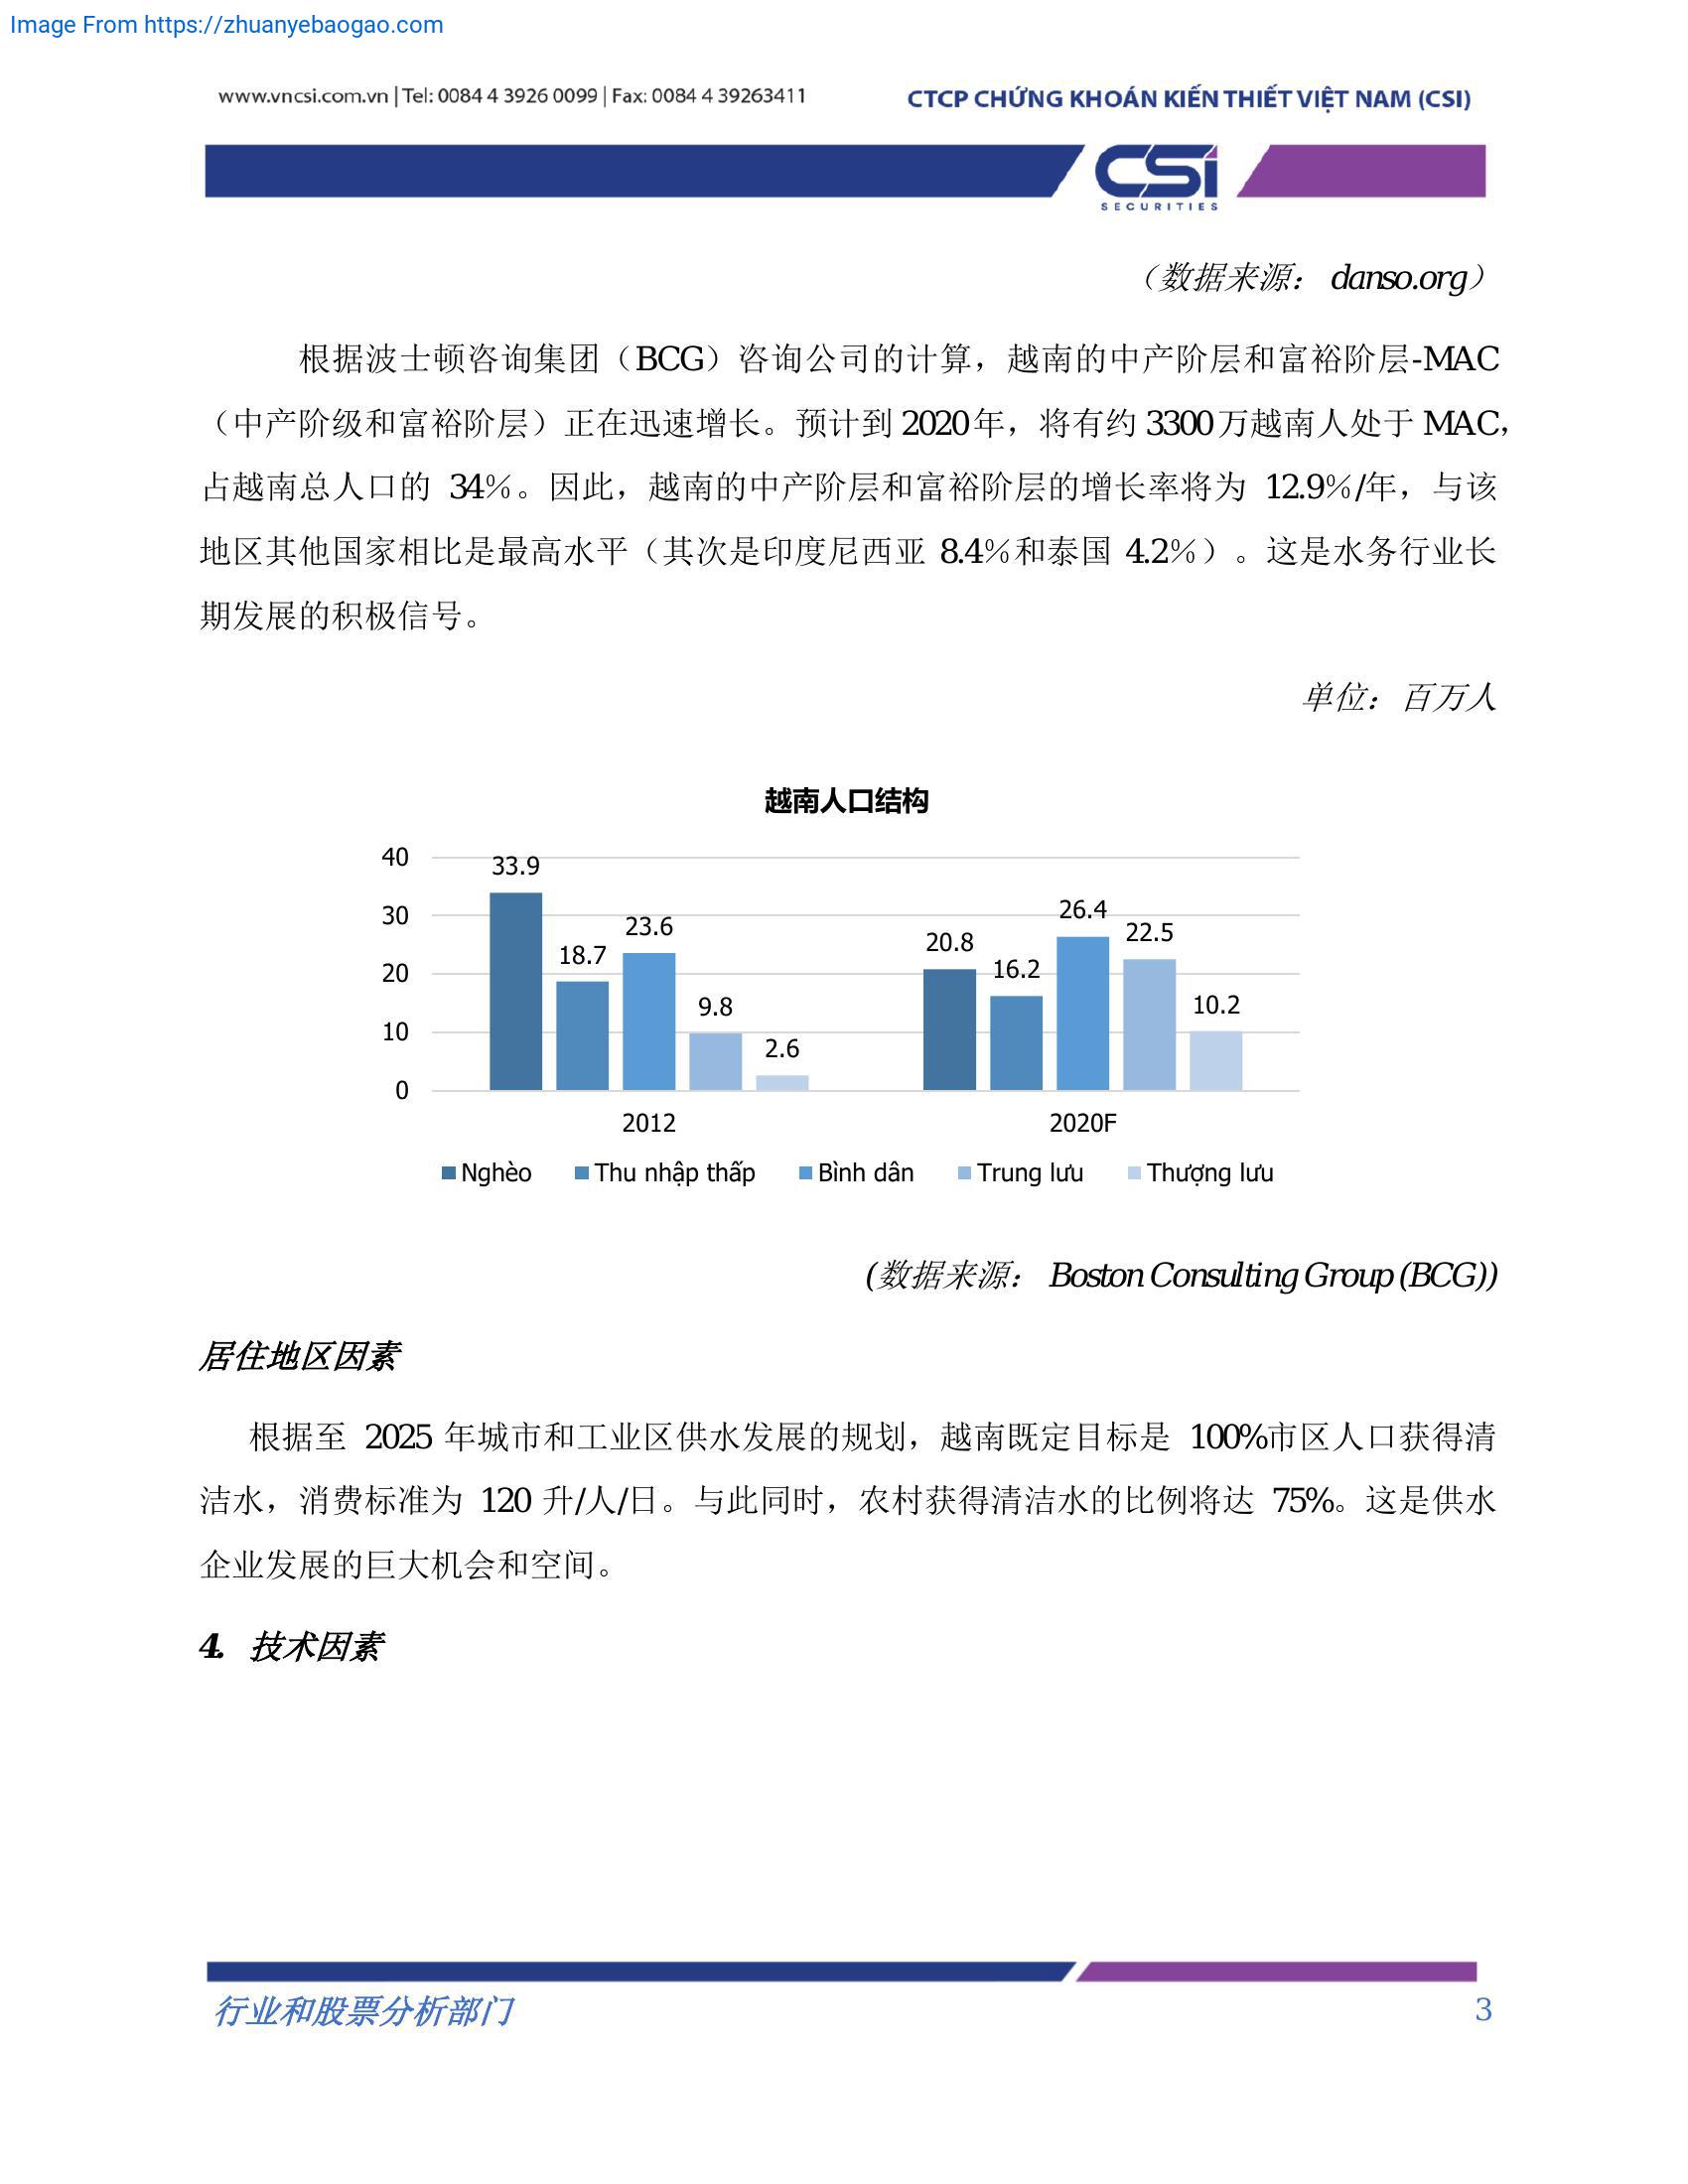 Image From https://zhuanyebaogao.com
www.vncsi.com.vn | Tel: 0084 4 3926 0099 | Fax: 0084 4 39263411
CTCP CHỨNG KHOÁN KIẾN THIẾT VIỆT NAM (CSI)
CSi
SECURITIES
（数据来源： danso.org）
根据波士顿咨询集团（BCG）咨询公司的计算，越南的中产阶层和富裕阶层-MAC
（中产阶级和富裕阶层）正在迅速增长。预计到 2020 年，将有约 3300 万越南人处于 MAC，
占越南总人口的 34%。因此，越南的中产阶层和富裕阶层的增长率将为 12.9%/年，与该
地区其他国家相比是最高水平（其次是印度尼西亚 8.4%和泰国 4.2%）。这是水务行业长
期发展的积极信号。
单位：百万人
越南人口结构
40
30
20
10
0
33.9
18.7
23.6
9.8
2.6
20.8
16.2
26.4
22.5
10.2
2012
2020F
Nghèo Thu nhập thấp Bình dân Trung lưu Thượng lưu
(数据来源： Boston Consulting Group (BCG))
居住地区因素
根据至 2025 年城市和工业区供水发展的规划，越南既定目标是 100%市区人口获得清
洁水，消费标准为 120 升/人/日。与此同时，农村获得清洁水的比例将达 75%。这是供水
企业发展的巨大机会和空间。
4. 技术因素
行业和股票分析部门
3